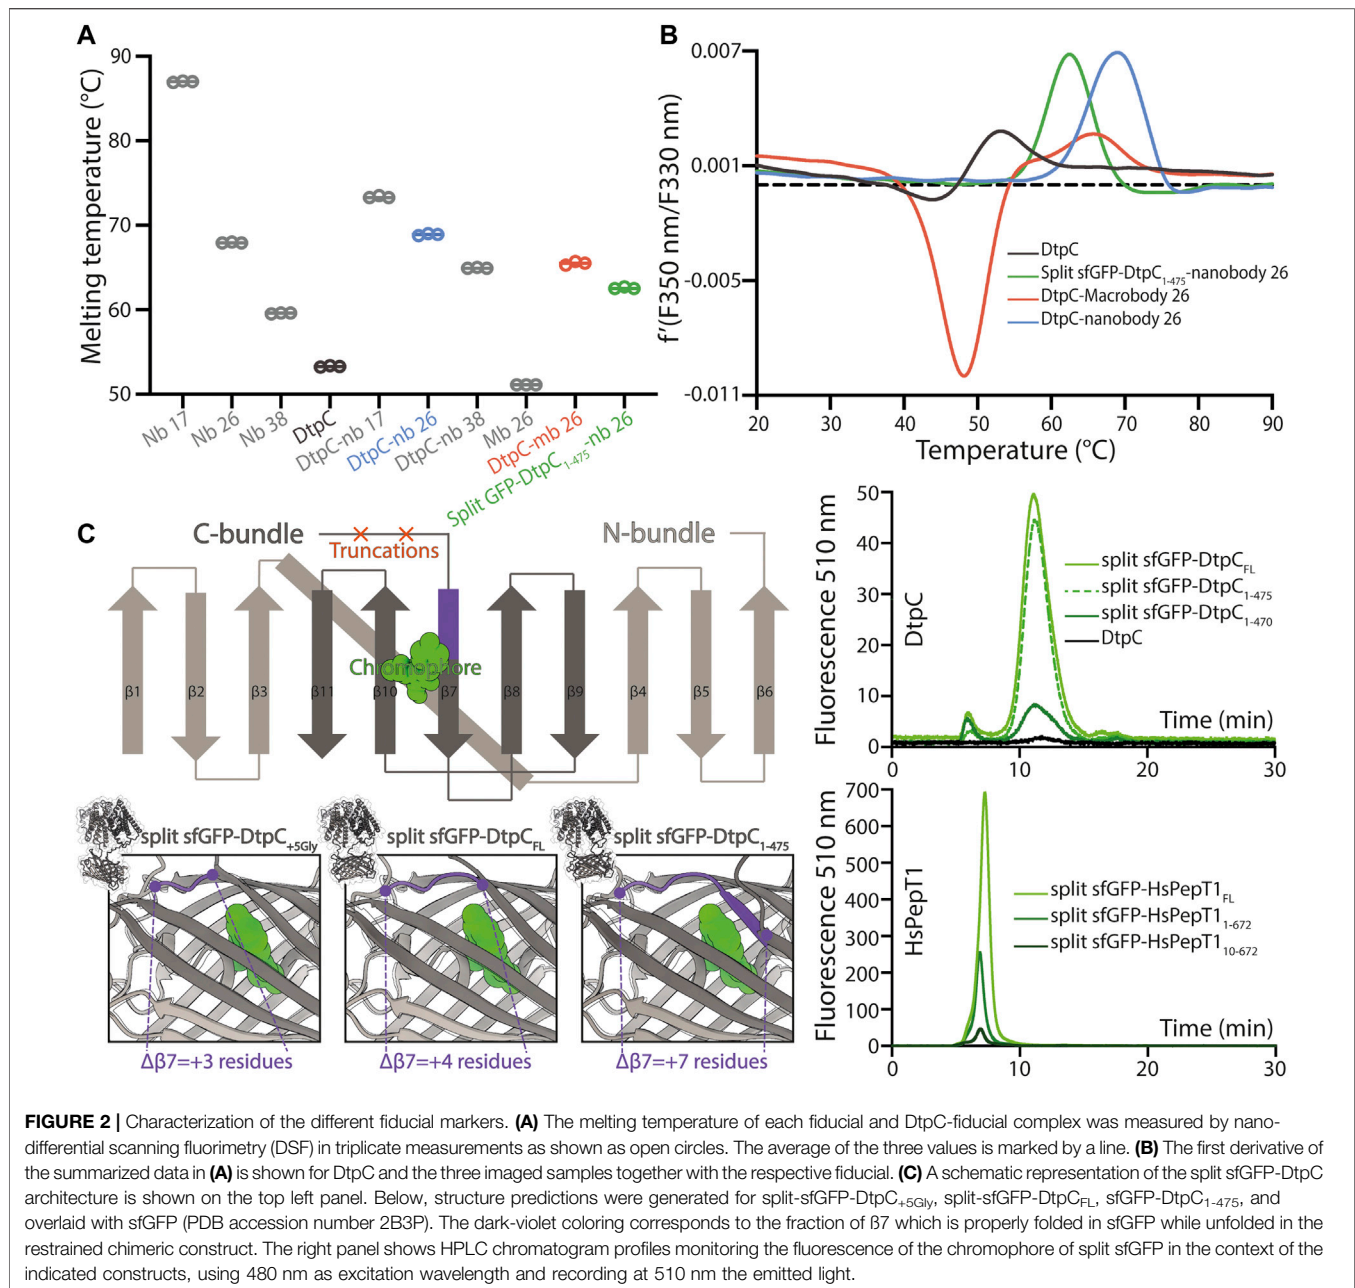 A
Melting temperature (°C)
90
80
70
60
50
Nb 17
Nb 26
Nb 38
DtpC
DtpC-nb 17
DtpC-nb 26
DtpC-nb 38
Mb 26
DtpC-mb 26
Split GFP-DtpC1-475-nb 26
B
f'(F350 nm/F330 nm)
0.007
0.001
-0.005
-0.011
20
30
40
50
60
70
80
90
Temperature (°C)
DtpC
Split sfGFP-DtpC1-475-nanobody 26
DtpC-Macrobody 26
DtpC-nanobody 26
C
C-bundle
Truncations
N-bundle
Chromophore
β1
β2
β3
β11
β10
β7
β8
β9
β4
β5
β6
split sfGFP-DtpC+5Gly
split sfGFP-DtpCFL
split sfGFP-DtpC1-475
Δβ7=+3 residues
Δβ7=+4 residues
Δβ7=+7 residues
DtpC
Fluorescence 510 nm
50
40
30
20
10
0
0
10
20
30
Time (min)
split sfGFP-DtpCFL
split sfGFP-DtpC1-475
split sfGFP-DtpC1-470
DtpC
HsPepT1
Fluorescence 510 nm
700
600
500
400
300
200
100
0
0
10
20
30
Time (min)
split sfGFP-HsPepT1FL
split sfGFP-HsPepT11-672
split sfGFP-HsPepT110-672
FIGURE 2 | Characterization of the different fiducial markers. (A) The melting temperature of each fiducial and DtpC-fiducial complex was measured by nano-
differential scanning fluorimetry (DSF) in triplicate measurements as shown as open circles. The average of the three values is marked by a line. (B) The first derivative of
the summarized data in (A) is shown for DtpC and the three imaged samples together with the respective fiducial. (C) A schematic representation of the split sfGFP-DtpC
architecture is shown on the top left panel. Below, structure predictions were generated for split-sfGFP-DtpC+5Gly, split-sfGFP-DtpCFL, sfGFP-DtpC1-475, and
overlaid with sfGFP (PDB accession number 2B3P). The dark-violet coloring corresponds to the fraction of ß7 which is properly folded in sfGFP while unfolded in the
restrained chimeric construct. The right panel shows HPLC chromatogram profiles monitoring the fluorescence of the chromophore of split sfGFP in the context of the
indicated constructs, using 480 nm as excitation wavelength and recording at 510 nm the emitted light.